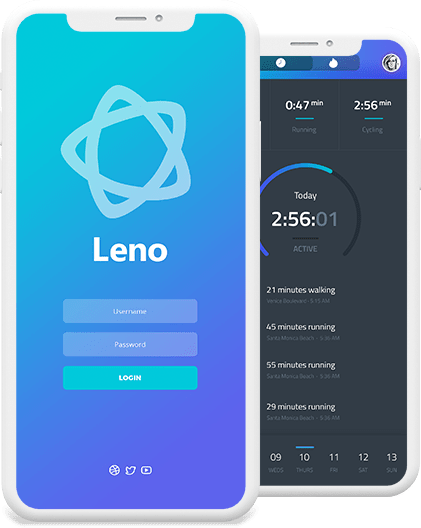 Leno
Username
Password
LOGIN
0:47 min
2:56 min
Running
Cycling
Today
2:56:01
ACTIVE
21 minutes walking
Venice Boulevard - 5:15 AM
45 minutes running
Santa Monica Beach - 5:36 AM
55 minutes running
Santa Monica Beach - 5:36 AM
29 minutes running
Santa Monica Beach - 5:36 AM
09 10 11 12 13
WEDS THURS FRI SAT SUN